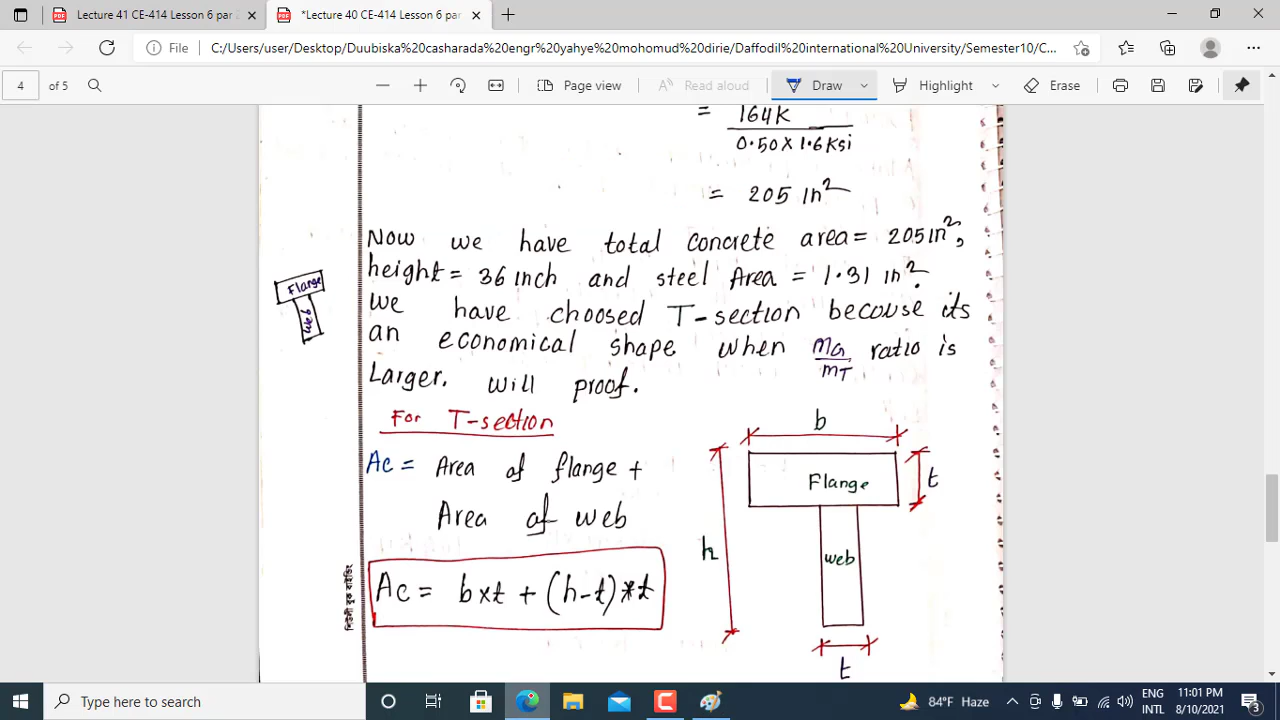 Lecture 41 CE-414 Lesson 6 par
*Lecture 40 CE-414 Lesson 6 par
File
C:/Users/user/Desktop/Duubiska%20casharada%20engr%20yahye%20mohomud%20dirie/Daffodil%20international%20University/Semester10/C...
4 of 5
Page view
Read aloud
Draw
Highlight
Erase
= 164K
0.50 x 1.6 Ksi
= 205 in²
Now we have total concrete area = 205 in²,
height = 36 inch and steel Area = 1.31 in².
we have choosed T-section becouse its
an economical shape when MG/MT ratio is
Larger. will proof.
Flange
web
For T-section
Ac = Area of flange +
Area of web
Ac = bxt + (h-t)*t
b
Flange
t
h
web
t
Type here to search
84°F Haze
ENG
INTL
11:01 PM
8/10/2021
3